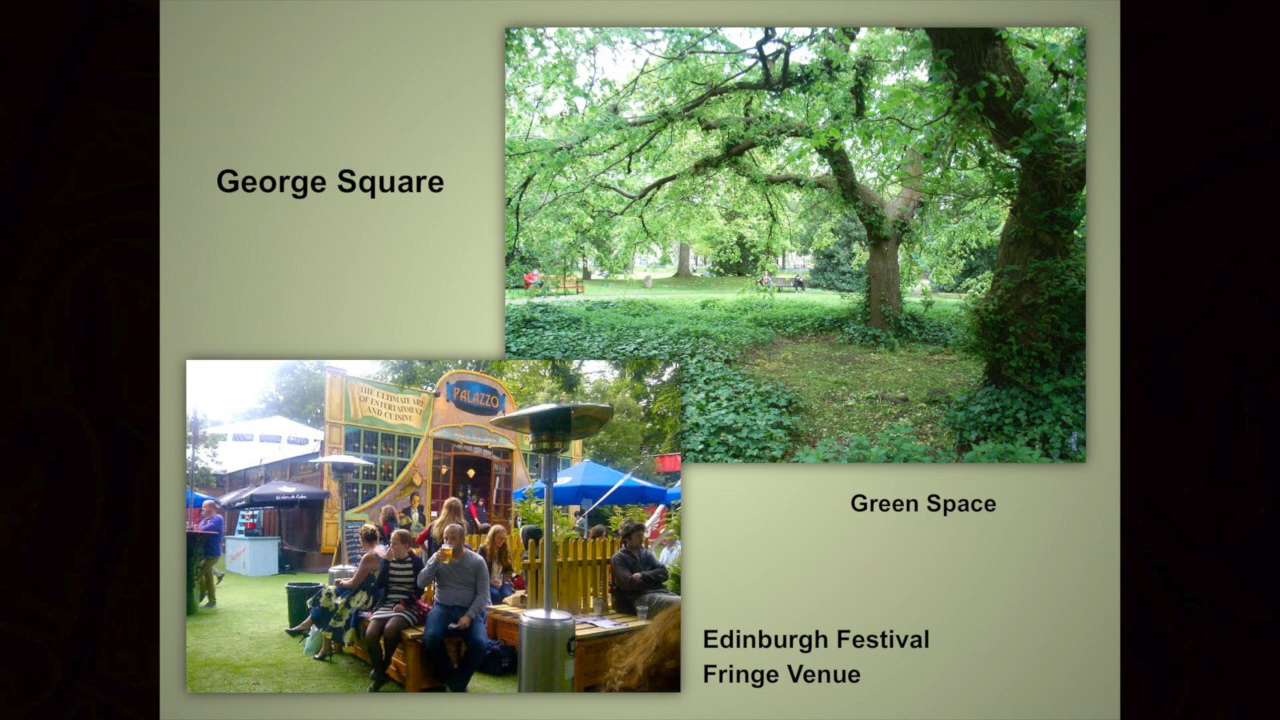 George Square
THE ULTIMATE ART
OF ENTERTAINMENT
AND CUISINE
PALAZZO
Green Space
Edinburgh Festival
Fringe Venue